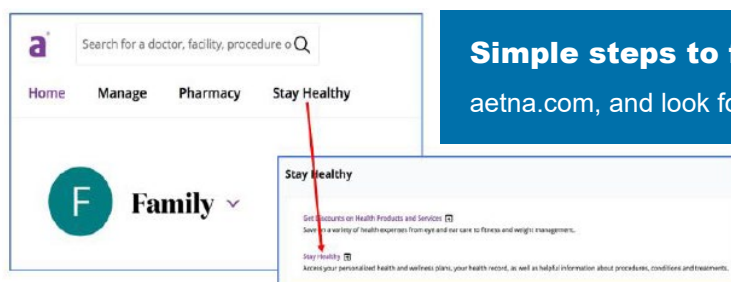 a
Search for a doctor, facility, procedure o
Home Manage Pharmacy Stay Healthy
F Family
Simple steps to
aetna.com, and look fo
Stay Healthy
Get Discounts on Health Products and Services
Save on a variety of health expenses from eye and ear care to fitness and weight management.
Stay Healthy
Access your personalized health and wellness plans, your health record, as well as helpful information about procedures, conditions and treatments.